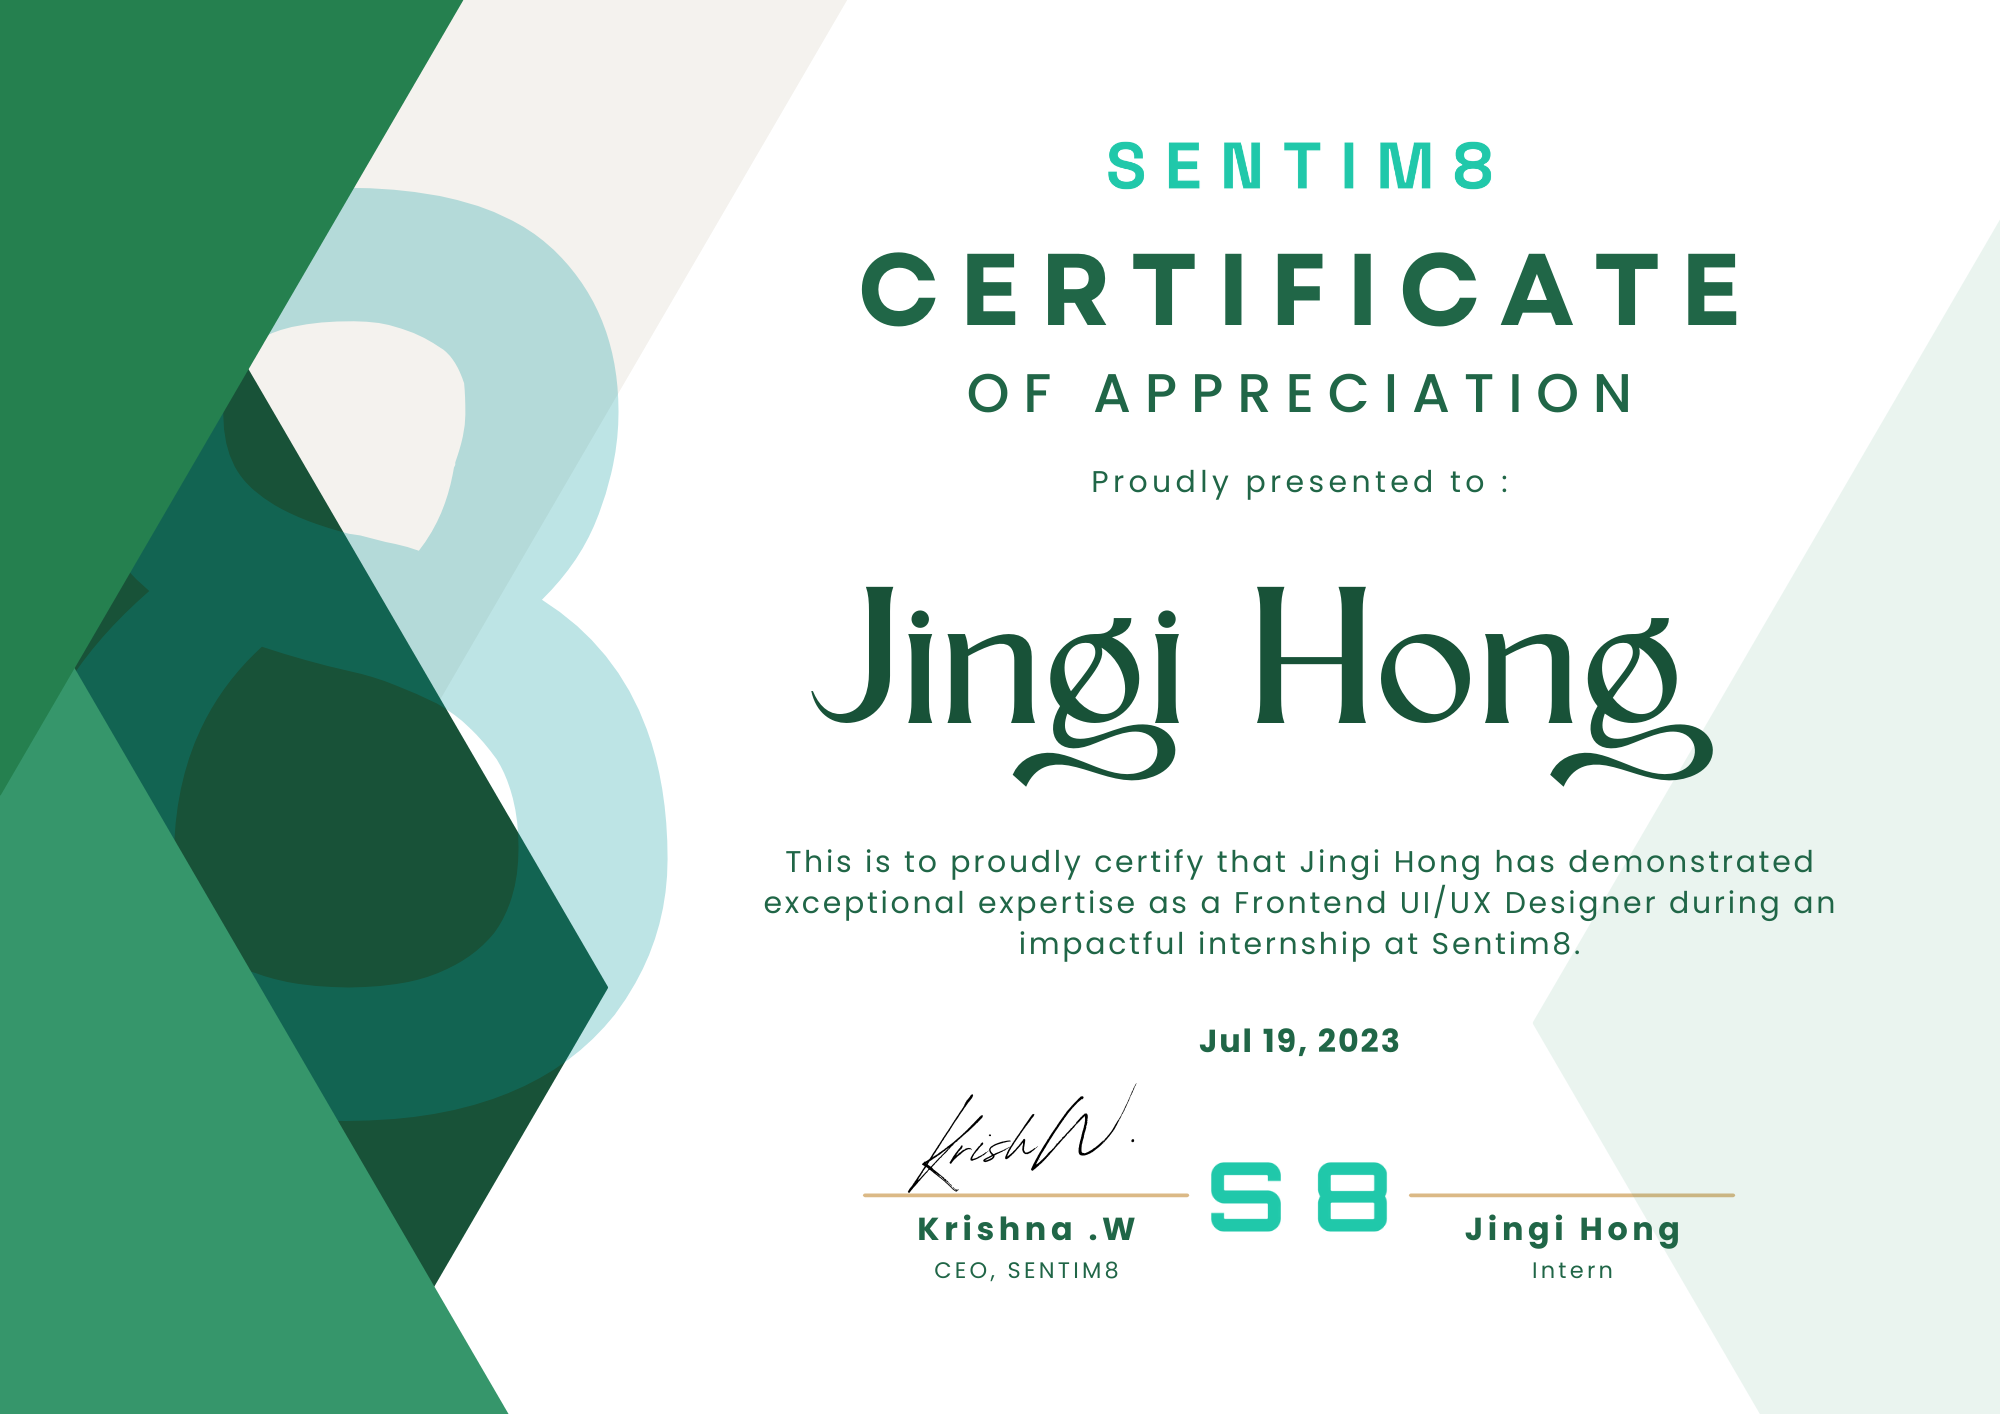 SENTIM8
CERTIFICATE
OF APPRECIATION
Proudly presented to :
Jingi Hong
This is to proudly certify that Jingi Hong has demonstrated
exceptional expertise as a Frontend UI/UX Designer during an
impactful internship at Sentim8.
Jul 19, 2023
KrishW.
S 8
Krishna .W
CEO, SENTIM8
Jingi Hong
Intern
8